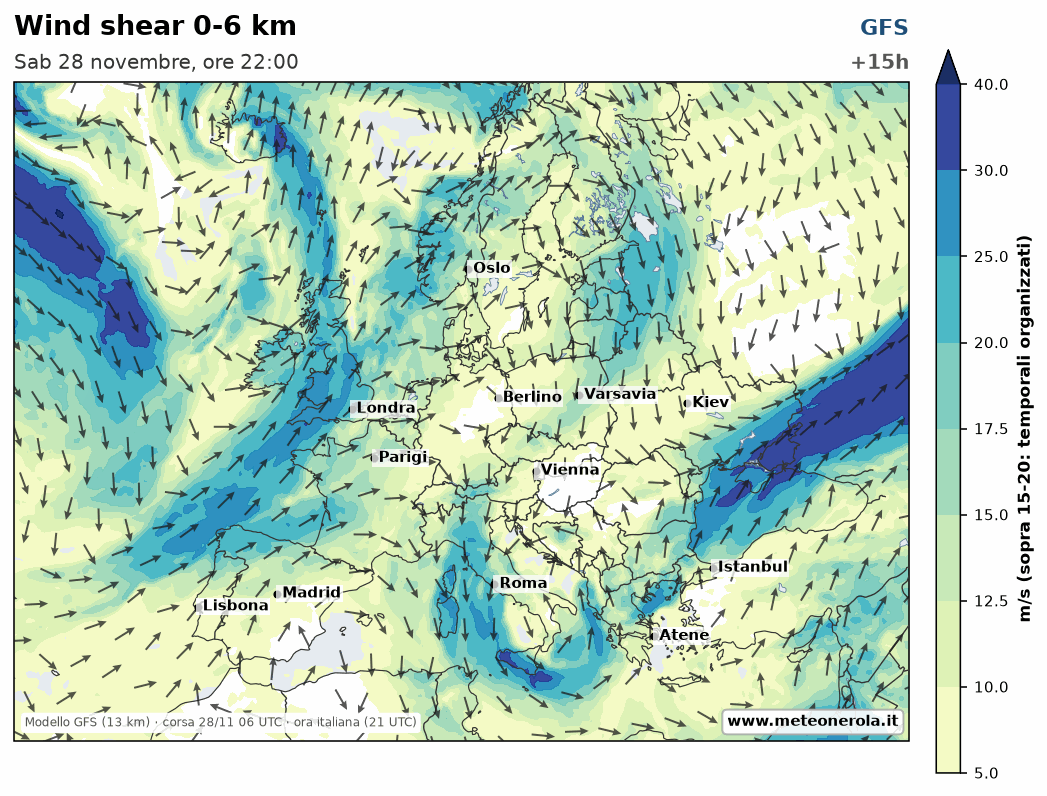 Wind shear 0-6 km
GFS
Sab 28 novembre, ore 22:00
+15h
40.0
30.0
25.0
20.0
17.5
15.0
12.5
10.0
5.0
m/s (sopra 15-20: temporali organizzati)
Oslo
Berlino
Varsavia
Kiev
Londra
Parigi
Vienna
Istanbul
Roma
Madrid
Lisbona
Atene
Modello GFS (13 km) · corsa 28/11 06 UTC · ora italiana (21 UTC)
www.meteonerola.it